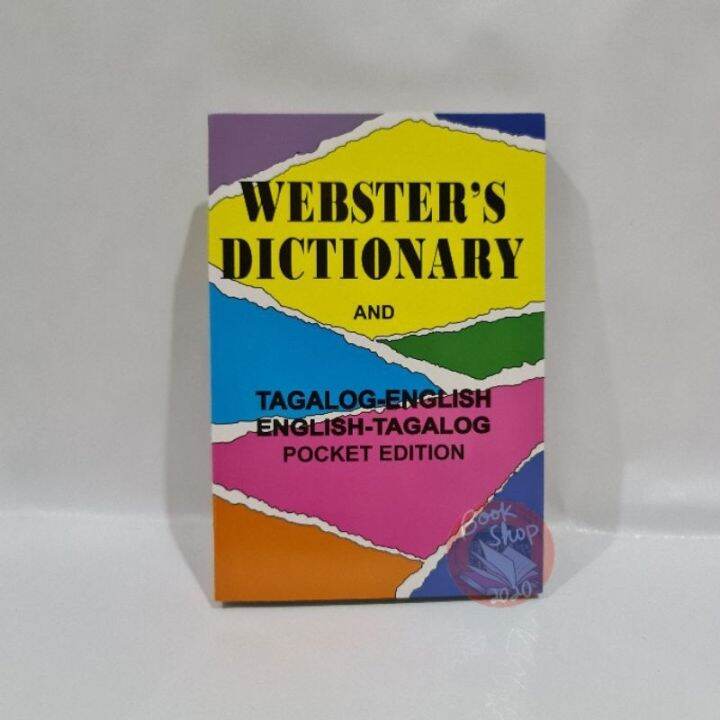 WEBSTER'S
DICTIONARY
AND
TAGALOG-ENGLISH
ENGLISH-TAGALOG
POCKET EDITION
Book
Shop
2020